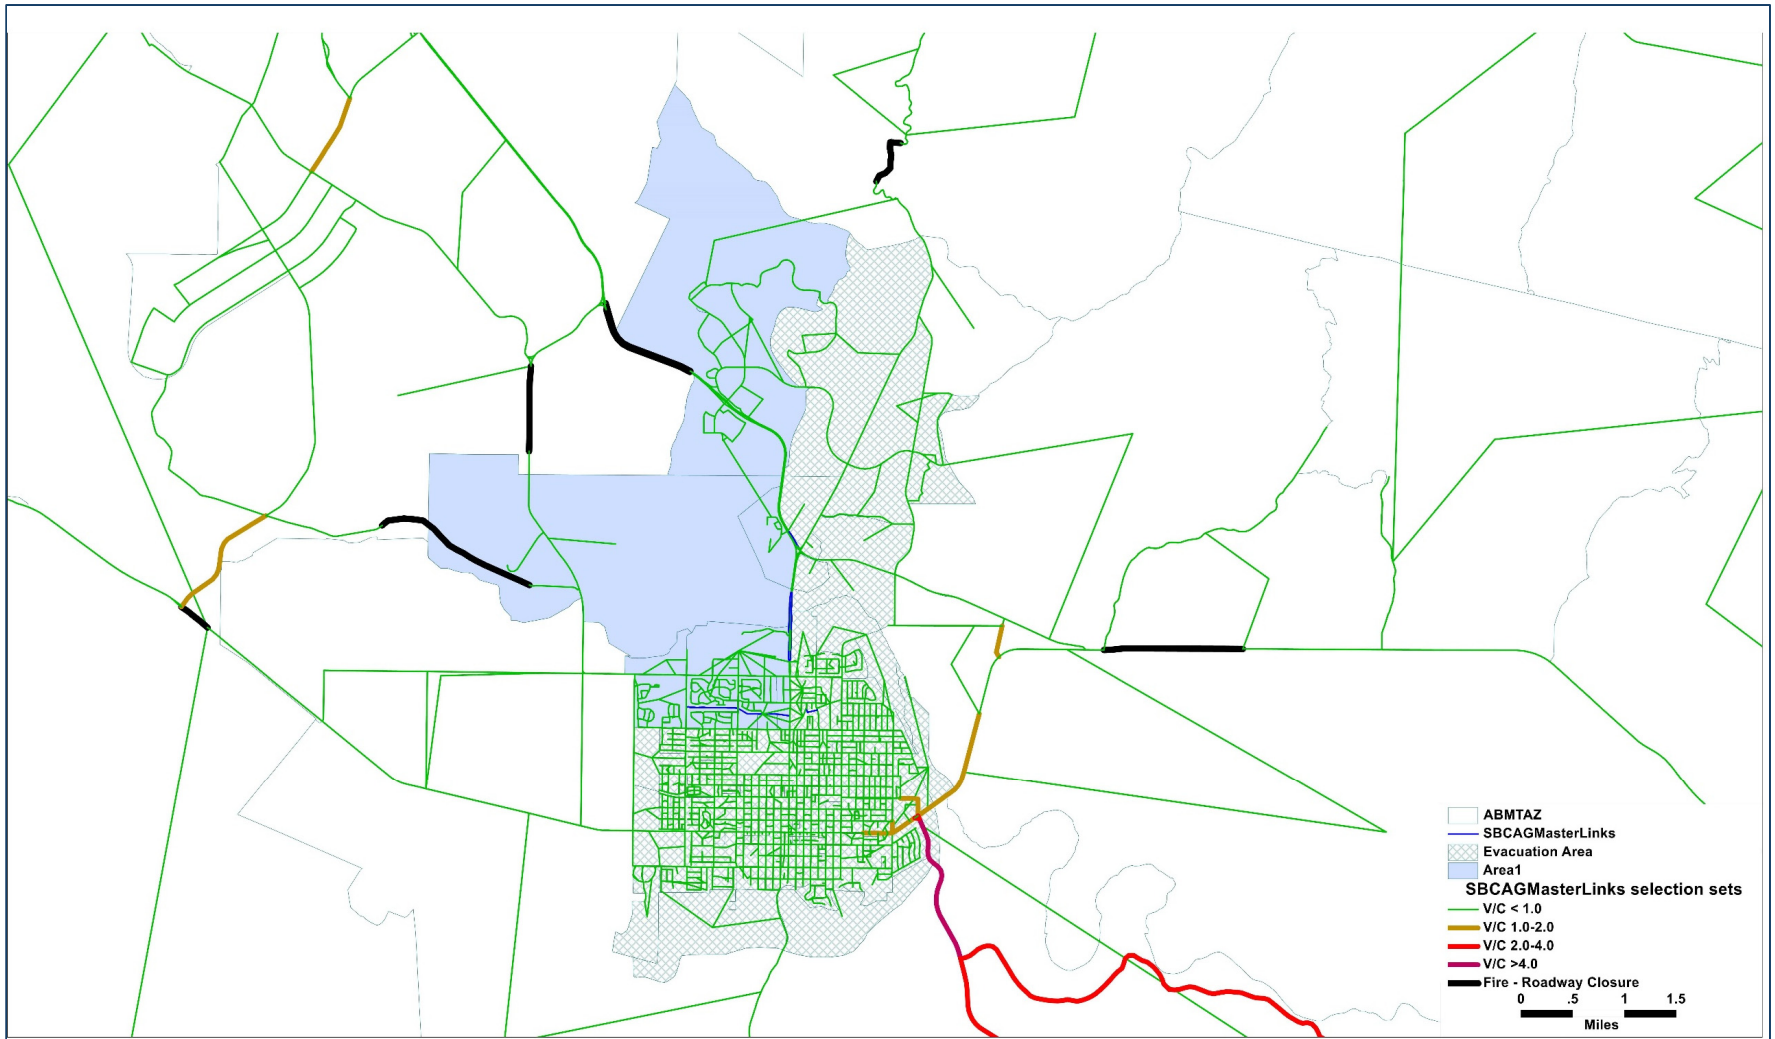 ABMTAZ
SBCAGMasterLinks
Evacuation Area
Area1
SBCAGMasterLinks selection sets
V/C < 1.0
V/C 1.0-2.0
V/C 2.0-4.0
V/C >4.0
Fire - Roadway Closure
0 .5 1 1.5
Miles